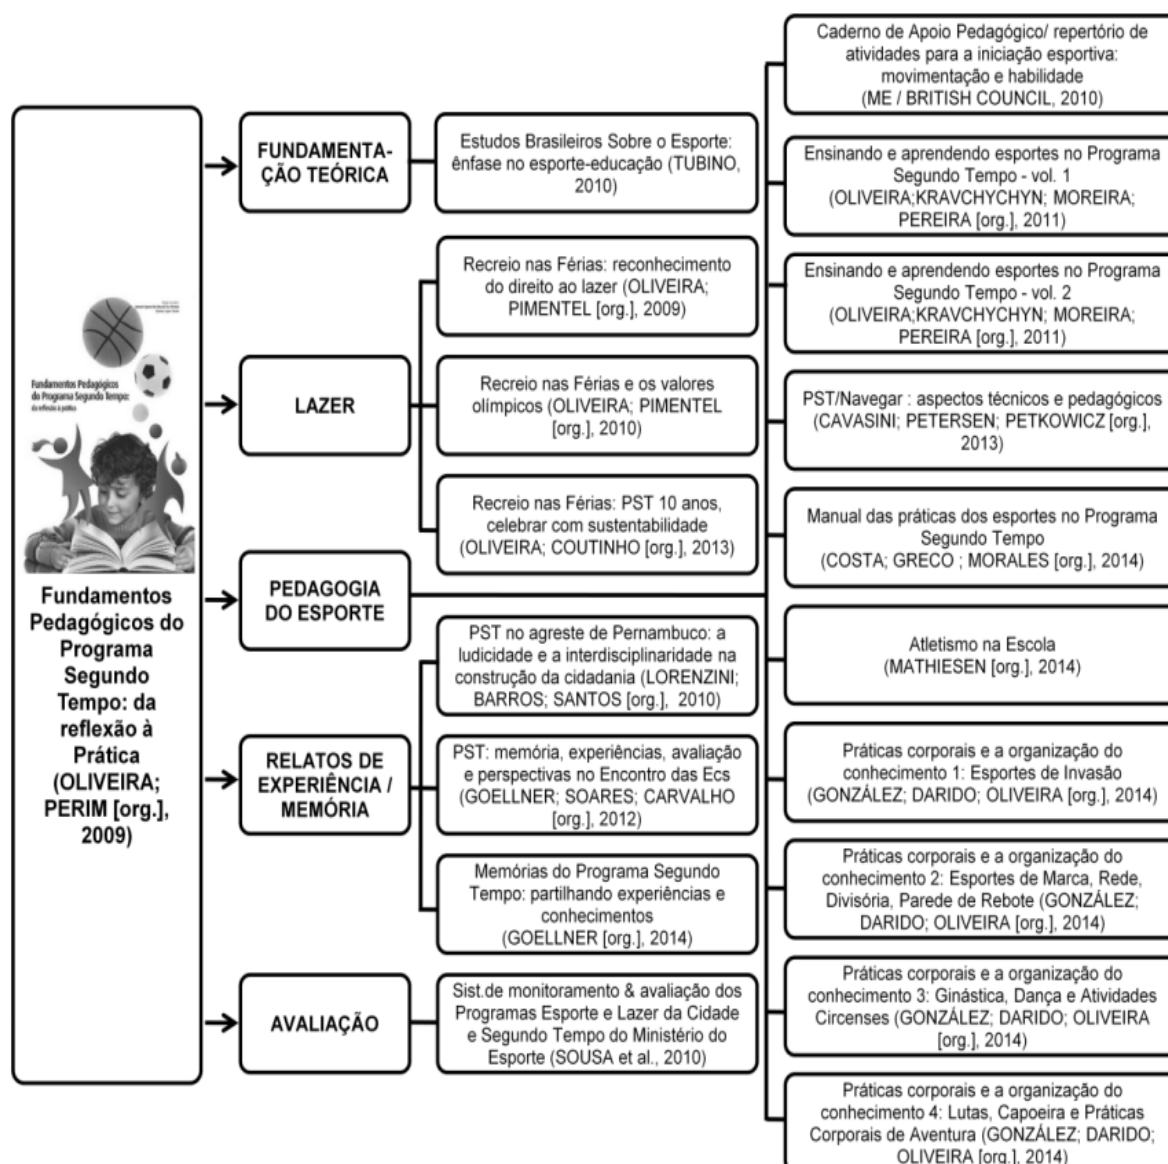 Fundamentos Pedagógicos
do Programa Segundo Tempo:
da reflexão à prática
Fundamentos
Pedagógicos do
Programa
Segundo
Tempo: da
reflexão à
Prática
(OLIVEIRA;
PERIM [org.],
2009)
FUNDAMENTA-
ÇÃO TEÓRICA
Estudos Brasileiros Sobre o Esporte:
ênfase no esporte-educação (TUBINO,
2010)
LAZER
Recreio nas Férias: reconhecimento
do direito ao lazer (OLIVEIRA;
PIMENTEL [org.], 2009)
Recreio nas Férias e os valores
olímpicos (OLIVEIRA; PIMENTEL
[org.], 2010)
Recreio nas Férias: PST 10 anos,
celebrar com sustentabilidade
(OLIVEIRA; COUTINHO [org.], 2013)
PEDAGOGIA
DO ESPORTE
Caderno de Apoio Pedagógico/ repertório de
atividades para a iniciação esportiva:
movimentação e habilidade
(ME / BRITISH COUNCIL, 2010)
Ensinando e aprendendo esportes no Programa
Segundo Tempo - vol. 1
(OLIVEIRA;KRAVCHYCHYN; MOREIRA;
PEREIRA [org.], 2011)
Ensinando e aprendendo esportes no Programa
Segundo Tempo - vol. 2
(OLIVEIRA;KRAVCHYCHYN; MOREIRA;
PEREIRA [org.], 2011)
PST/Navegar : aspectos técnicos e pedagógicos
(CAVASINI; PETERSEN; PETKOWICZ [org.],
2013)
Manual das práticas dos esportes no Programa
Segundo Tempo
(COSTA; GRECO ; MORALES [org.], 2014)
Atletismo na Escola
(MATHIESEN [org.], 2014)
Práticas corporais e a organização do
conhecimento 1: Esportes de Invasão
(GONZÁLEZ; DARIDO; OLIVEIRA [org.], 2014)
Práticas corporais e a organização do
conhecimento 2: Esportes de Marca, Rede,
Divisória, Parede de Rebote (GONZÁLEZ;
DARIDO; OLIVEIRA [org.], 2014)
Práticas corporais e a organização do
conhecimento 3: Ginástica, Dança e Atividades
Circenses (GONZÁLEZ; DARIDO; OLIVEIRA
[org.], 2014)
Práticas corporais e a organização do
conhecimento 4: Lutas, Capoeira e Práticas
Corporais de Aventura (GONZÁLEZ; DARIDO;
OLIVEIRA [org.], 2014)
RELATOS DE
EXPERIÊNCIA /
MEMÓRIA
PST no agreste de Pernambuco: a
ludicidade e a interdisciplinaridade na
construção da cidadania (LORENZINI;
BARROS; SANTOS [org.], 2010)
PST: memória, experiências, avaliação
e perspectivas no Encontro das Ecs
(GOELLNER; SOARES; CARVALHO
[org.], 2012)
Memórias do Programa Segundo
Tempo: partilhando experiências e
conhecimentos
(GOELLNER [org.], 2014)
AVALIAÇÃO
Sist.de monitoramento & avaliação dos
Programas Esporte e Lazer da Cidade
e Segundo Tempo do Ministério do
Esporte (SOUSA et al., 2010)